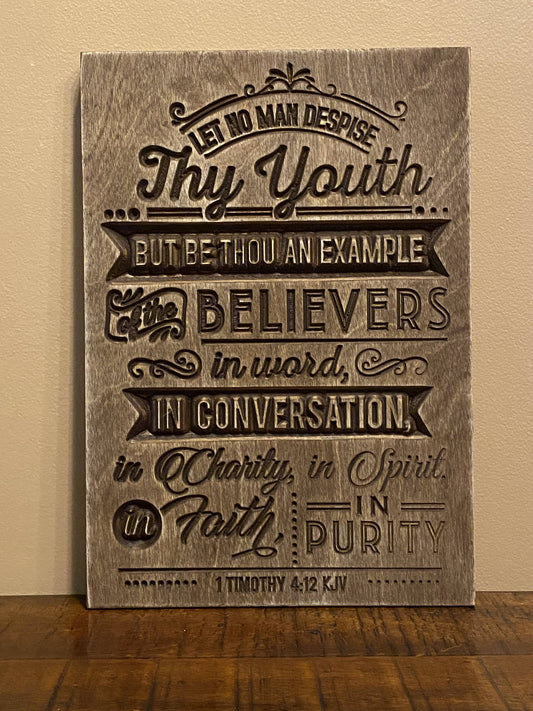 LET NO MAN DESPISE
Thy Youth
BUT BE THOU AN EXAMPLE
of the BELIEVERS
in word,
IN CONVERSATION,
in Charity, in Spirit.
in Faith, IN PURITY
1 TIMOTHY 4:12 KJV